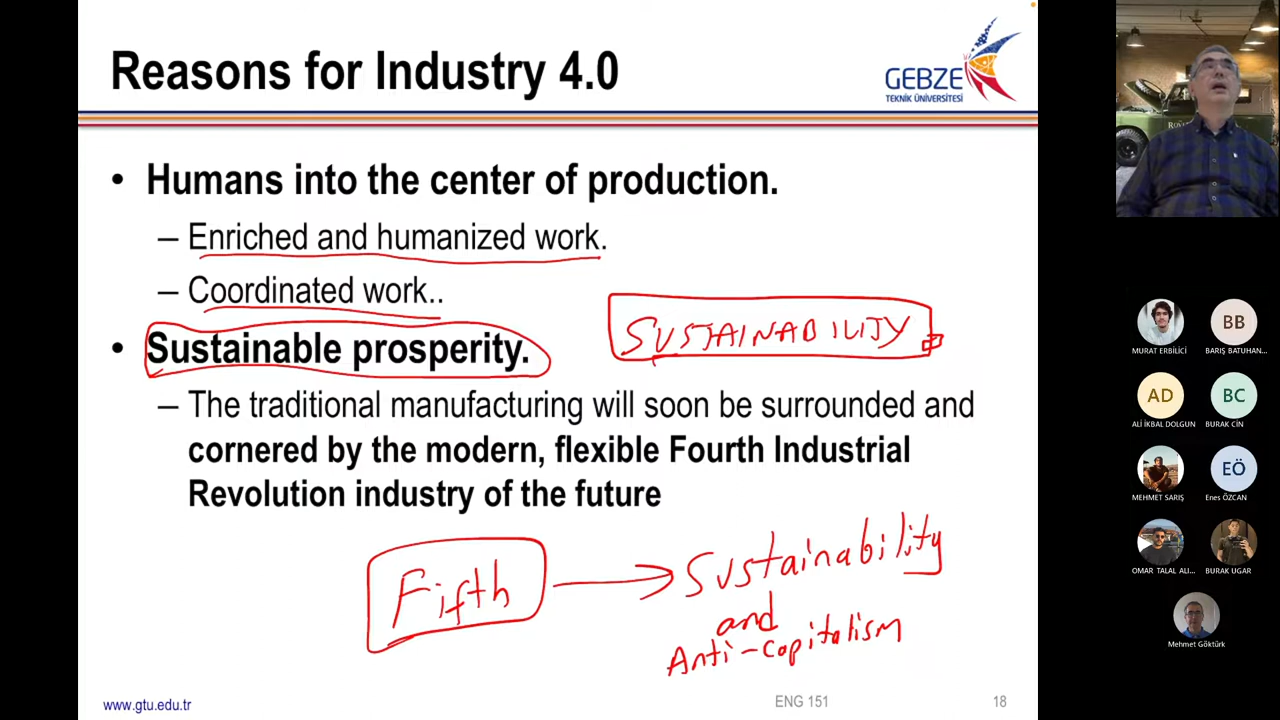 Reasons for Industry 4.0
GEBZE
TEKNİK ÜNİVERSİTESİ
• Humans into the center of production.
– Enriched and humanized work.
– Coordinated work..
SUSTAINABILITY
• Sustainable prosperity.
– The traditional manufacturing will soon be surrounded and
cornered by the modern, flexible Fourth Industrial
Revolution industry of the future
Fifth → Sustainability
and
Anti-capitalism
www.gtu.edu.tr
ENG 151
18
BB
MURAT ERBİLİCİ
BARIŞ BATUHAN...
AD
BC
ALİ İKBAL DOLGUN
BURAK CİN
EÖ
MEHMET SARIŞ
Enes ÖZCAN
OMAR TALAL ALI...
BURAK UGAR
Mehmet Göktürk